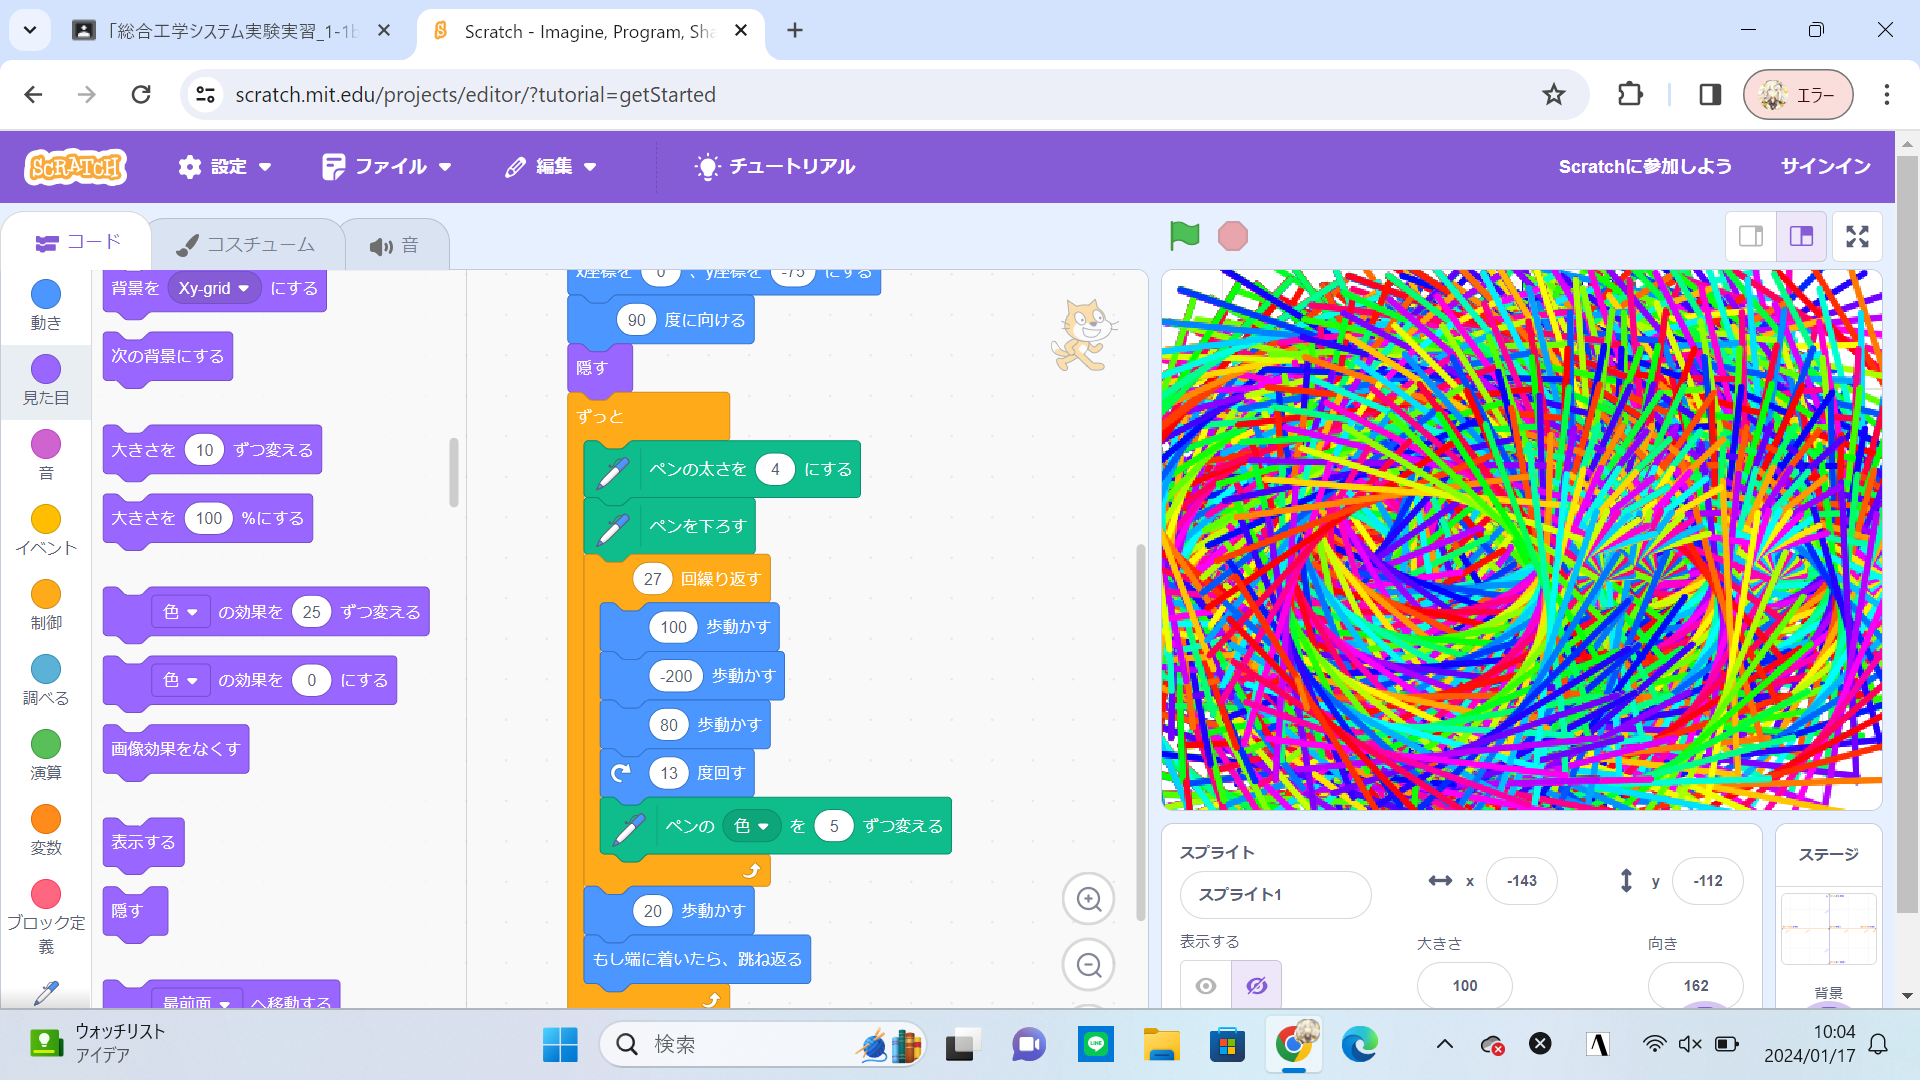 「総合工学システム実験実習_1-1b
Scratch - Imagine, Program, Sha
scratch.mit.edu/projects/editor/?tutorial=getStarted
エラー
SCRATCH
設定
ファイル
編集
チュートリアル
Scratchに参加しよう
サインイン
コード
コスチューム
音
動き
見た目
音
イベント
制御
調べる
演算
変数
ブロック定
義
背景を Xy-grid にする
次の背景にする
大きさを 10 ずつ変える
大きさを 100 %にする
色 の効果を 25 ずつ変える
色 の効果を 0 にする
画像効果をなくす
表示する
隠す
最前面 へ移動する
x座標を 0 、y座標を -75 にする
90 度に向ける
隠す
ずっと
ペンの太さを 4 にする
ペンを下ろす
27 回繰り返す
100 歩動かす
-200 歩動かす
80 歩動かす
13 度回す
ペンの 色 を 5 ずつ変える
20 歩動かす
もし端に着いたら、跳ね返る
スプライト
スプライト1
x -143
y -112
表示する
大きさ
100
向き
162
ステージ
背景
ウォッチリスト
アイデア
検索
10:04
2024/01/17